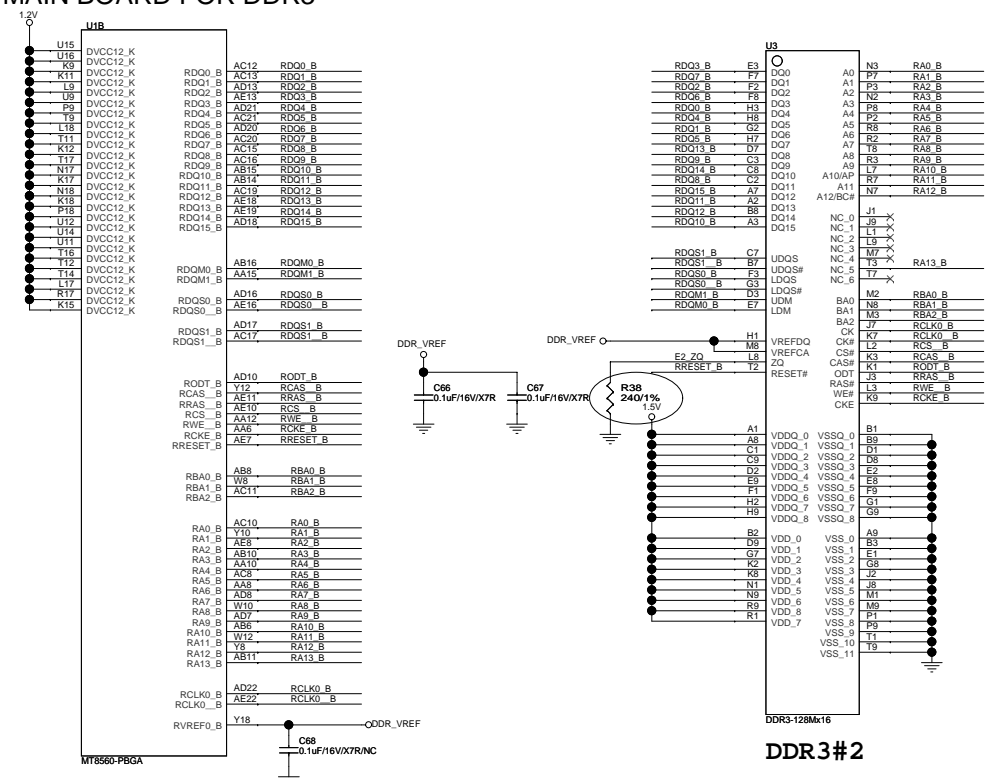 MAIN BOARD FOR DDR3
1.2V
U1B
U15 DVCC12_K
U16 DVCC12_K
K9 DVCC12_K
K11 DVCC12_K
L9 DVCC12_K
U9 DVCC12_K
P9 DVCC12_K
T9 DVCC12_K
L18 DVCC12_K
T11 DVCC12_K
K12 DVCC12_K
T17 DVCC12_K
N17 DVCC12_K
K17 DVCC12_K
N18 DVCC12_K
K18 DVCC12_K
P18 DVCC12_K
U12 DVCC12_K
U14 DVCC12_K
U11 DVCC12_K
T16 DVCC12_K
T12 DVCC12_K
T14 DVCC12_K
L17 DVCC12_K
R17 DVCC12_K
K15 DVCC12_K
RDQ0_B AC12 RDQ0_B
RDQ1_B AC13 RDQ1_B
RDQ2_B AD13 RDQ2_B
RDQ3_B AE13 RDQ3_B
RDQ4_B AD21 RDQ4_B
RDQ5_B AC21 RDQ5_B
RDQ6_B AD20 RDQ6_B
RDQ7_B AC20 RDQ7_B
RDQ8_B AC15 RDQ8_B
RDQ9_B AC16 RDQ9_B
RDQ10_B AB15 RDQ10_B
RDQ11_B AB14 RDQ11_B
RDQ12_B AC19 RDQ12_B
RDQ13_B AE18 RDQ13_B
RDQ14_B AE19 RDQ14_B
RDQ15_B AD18 RDQ15_B
RDQM0_B AB16 RDQM0_B
RDQM1_B AA15 RDQM1_B
RDQS0_B AD16 RDQS0_B
RDQS0__B AE16 RDQS0__B
RDQS1_B AD17 RDQS1_B
RDQS1__B AC17 RDQS1__B
RODT_B AD10 RODT_B
RCAS__B Y12 RCAS__B
RRAS__B AE11 RRAS__B
RCS__B AE10 RCS__B
RWE__B AA12 RWE__B
RCKE_B AA6 RCKE_B
RRESET_B AE7 RRESET_B
RBA0_B AB8 RBA0_B
RBA1_B W8 RBA1_B
RBA2_B AC11 RBA2_B
RA0_B AC10 RA0_B
RA1_B Y10 RA1_B
RA2_B AE8 RA2_B
RA3_B AB10 RA3_B
RA4_B AA10 RA4_B
RA5_B AC8 RA5_B
RA6_B AA8 RA6_B
RA7_B AD8 RA7_B
RA8_B W10 RA8_B
RA9_B AD7 RA9_B
RA10_B AB6 RA10_B
RA11_B W12 RA11_B
RA12_B Y8 RA12_B
RA13_B AB11 RA13_B
RCLK0_B AD22 RCLK0_B
RCLK0__B AE22 RCLK0__B
RVREF0_B Y18 DDR_VREF
C68
0.1uF/16V/X7R/NC
MT8560-PBGA
DDR_VREF
C66
0.1uF/16V/X7R
C67
0.1uF/16V/X7R
U3
RDQ3_B E3 DQ0
RDQ7_B F7 DQ1
RDQ2_B F2 DQ2
RDQ6_B F8 DQ3
RDQ0_B H3 DQ4
RDQ4_B H8 DQ5
RDQ1_B G2 DQ6
RDQ5_B H7 DQ7
RDQ13_B D7 DQ8
RDQ9_B C3 DQ9
RDQ14_B C8 DQ10
RDQ8_B C2 DQ11
RDQ15_B A7 DQ12
RDQ11_B A2 DQ13
RDQ12_B B8 DQ14
RDQ10_B A3 DQ15
RDQS1_B C7 UDQS
RDQS1__B B7 UDQS#
RDQS0_B F3 LDQS
RDQS0__B G3 LDQS#
RDQM1_B D3 UDM
RDQM0_B E7 LDM
DDR_VREF H1 VREFDQ
M8 VREFCA
E2_ZQ L8 ZQ
RRESET_B T2 RESET#
R38
240/1%
1.5V
A1 VDDQ_0
A8 VDDQ_1
C1 VDDQ_2
C9 VDDQ_3
D2 VDDQ_4
E9 VDDQ_5
F1 VDDQ_6
H2 VDDQ_7
H9 VDDQ_8
B2 VDD_0
D9 VDD_1
G7 VDD_2
K2 VDD_3
K8 VDD_4
N1 VDD_5
N9 VDD_6
R9 VDD_8
R1 VDD_7
A0 N3 RA0_B
A1 P7 RA1_B
A2 P3 RA2_B
A3 N2 RA3_B
A4 P8 RA4_B
A5 P2 RA5_B
A6 R8 RA6_B
A7 R2 RA7_B
A8 T8 RA8_B
A9 R3 RA9_B
A10/AP L7 RA10_B
A11 R7 RA11_B
A12/BC# N7 RA12_B
NC_0 J1
NC_1 J9
NC_2 L1
NC_3 L9
NC_4 M7
NC_5 T3 RA13_B
NC_6 T7
BA0 M2 RBA0_B
BA1 N8 RBA1_B
BA2 M3 RBA2_B
CK J7 RCLK0_B
CK# K7 RCLK0__B
CS# L2 RCS__B
CAS# K3 RCAS__B
ODT K1 RODT_B
RAS# J3 RRAS__B
WE# L3 RWE__B
CKE K9 RCKE_B
VSSQ_0 B1
VSSQ_1 B9
VSSQ_2 D1
VSSQ_3 D8
VSSQ_4 E2
VSSQ_5 E8
VSSQ_6 F9
VSSQ_7 G1
VSSQ_8 G9
VSS_0 A9
VSS_1 B3
VSS_2 E1
VSS_3 G8
VSS_4 J2
VSS_5 J8
VSS_6 M1
VSS_7 M9
VSS_8 P1
VSS_9 P9
VSS_10 T1
VSS_11 T9
DDR3-128Mx16
DDR3#2